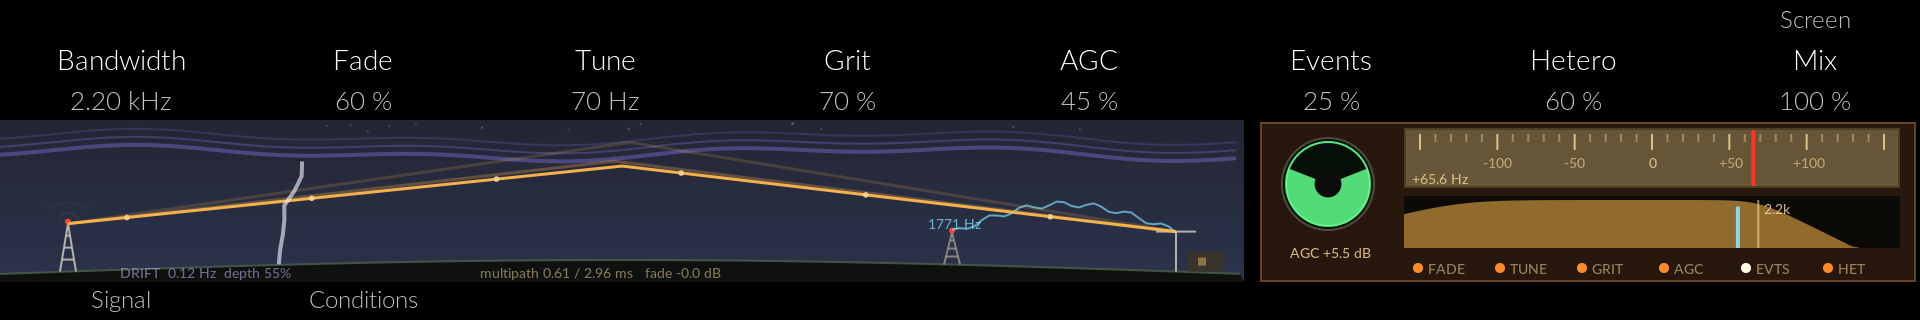 Screen
Bandwidth Fade Tune Grit AGC Events Hetero Mix
2.20 kHz 60 % 70 Hz 70 % 45 % 25 % 60 % 100 %
-100 -50 0 +50 +100
+65.6 Hz
2.2k
1771 Hz
AGC +5.5 dB
DRIFT 0.12 Hz depth 55% multipath 0.61 / 2.96 ms fade -0.0 dB
FADE TUNE GRIT AGC EVTS HET
Signal Conditions